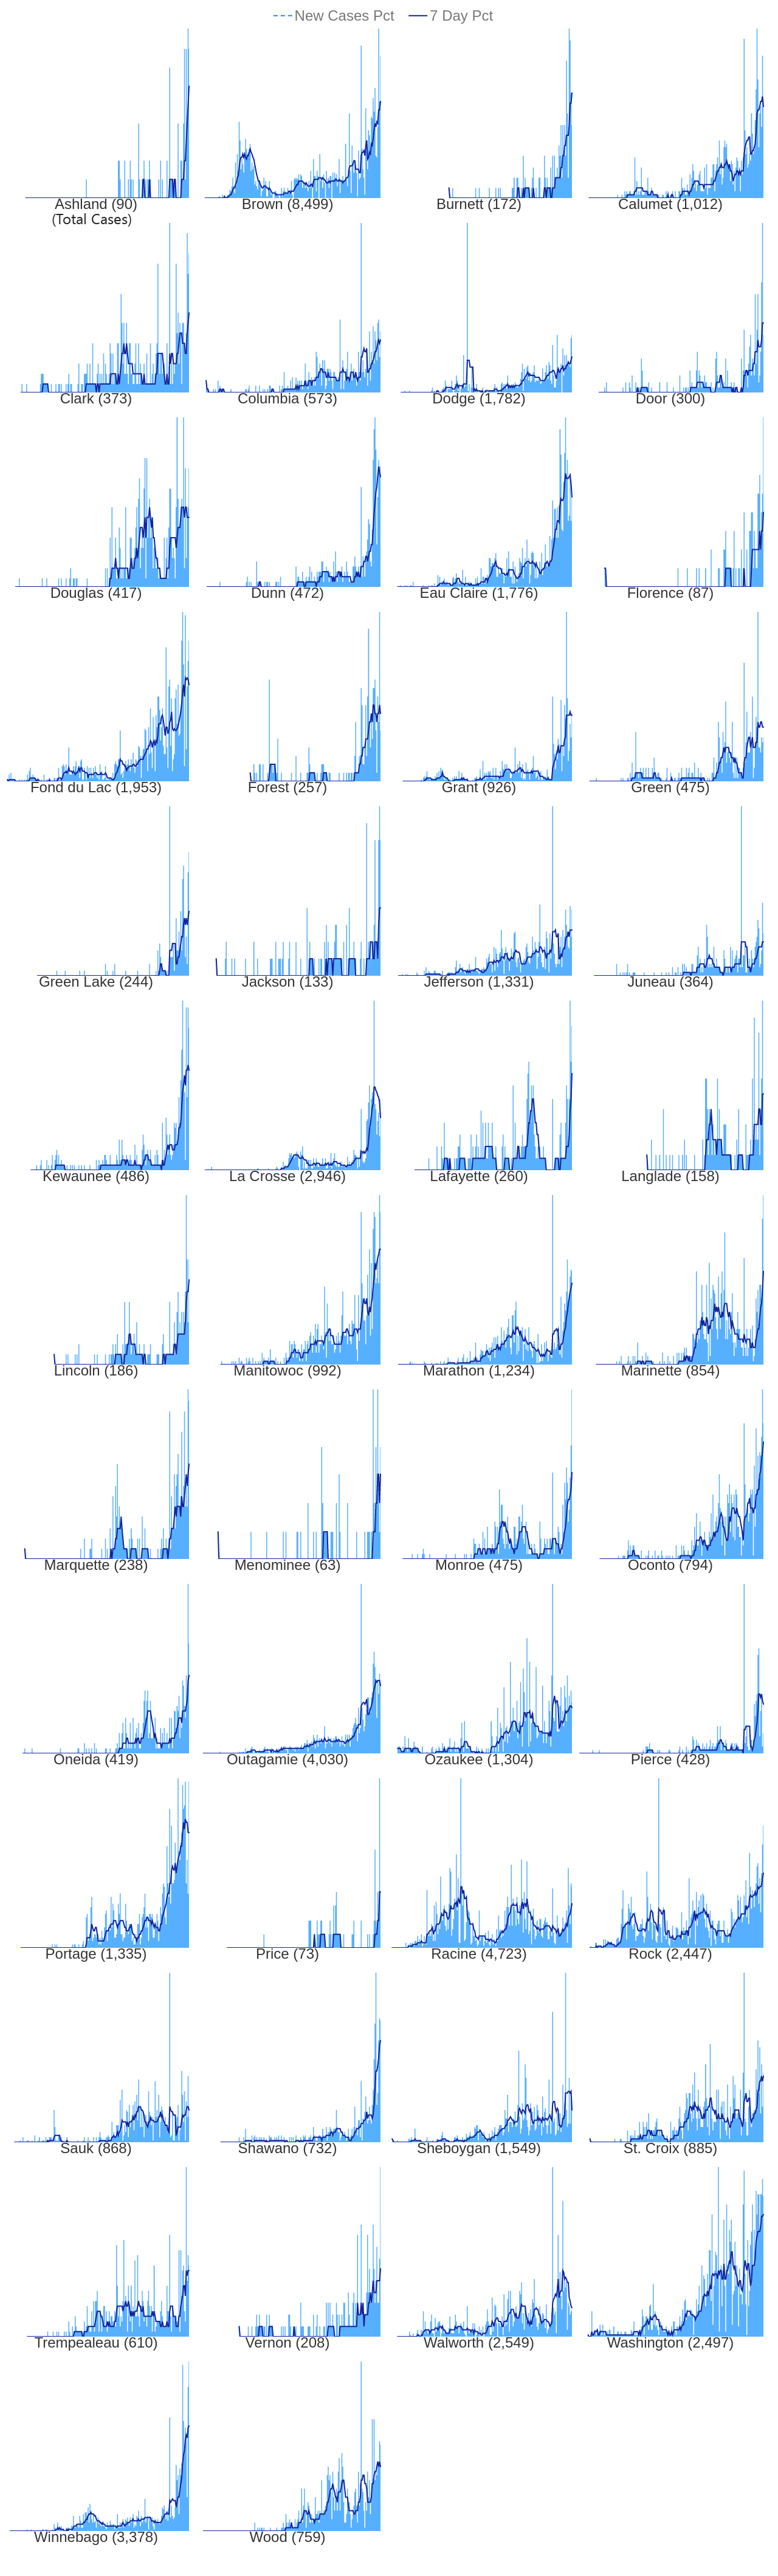 New Cases Pct 7 Day Pct
Ashland (90) Brown (8,499) Burnett (172) Calumet (1,012)
(Total Cases)
Clark (373) Columbia (573) Dodge (1,782) Door (300)
Douglas (417) Dunn (472) Eau Claire (1,776) Florence (87)
Fond du Lac (1,953) Forest (257) Grant (926) Green (475)
Green Lake (244) Jackson (133) Jefferson (1,331) Juneau (364)
Kewaunee (486) La Crosse (2,946) Lafayette (260) Langlade (158)
Lincoln (186) Manitowoc (992) Marathon (1,234) Marinette (854)
Marquette (238) Menominee (63) Monroe (475) Oconto (794)
Oneida (419) Outagamie (4,030) Ozaukee (1,304) Pierce (428)
Portage (1,335) Price (73) Racine (4,723) Rock (2,447)
Sauk (868) Shawano (732) Sheboygan (1,549) St. Croix (885)
Trempealeau (610) Vernon (208) Walworth (2,549) Washington (2,497)
Winnebago (3,378) Wood (759)